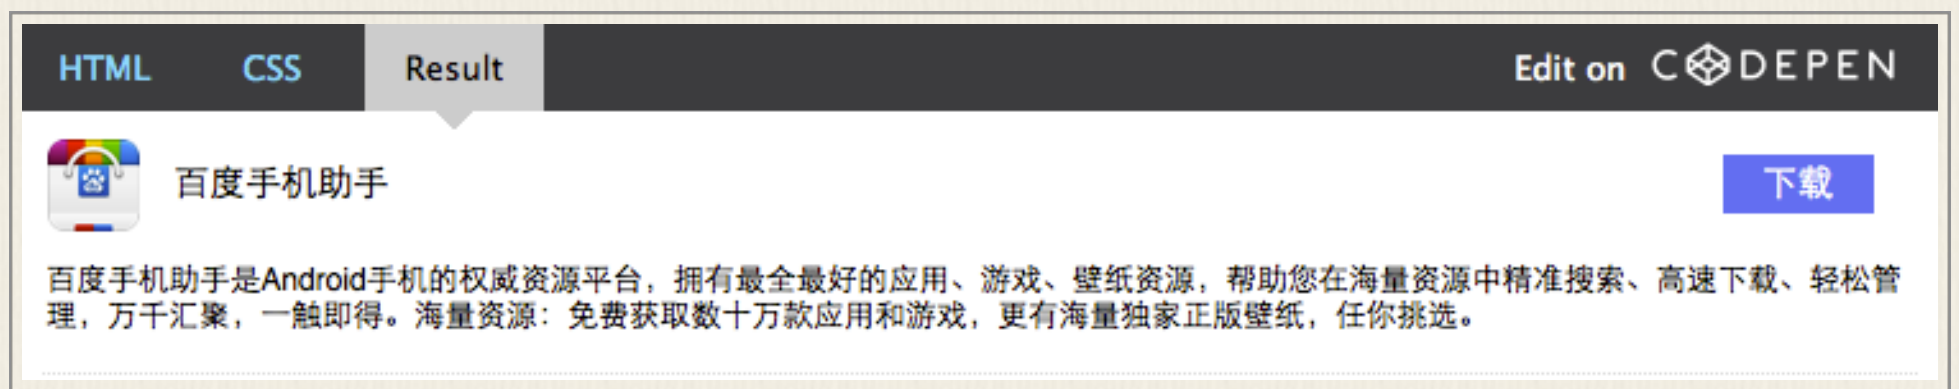 HTML CSS Result Edit on CODEPEN
百度手机助手 下载
百度手机助手是Android手机的权威资源平台，拥有最全最好的应用、游戏、壁纸资源，帮助您在海量资源中精准搜索、高速下载、轻松管
理，万千汇聚，一触即得。海量资源：免费获取数十万款应用和游戏，更有海量独家正版壁纸，任你挑选。